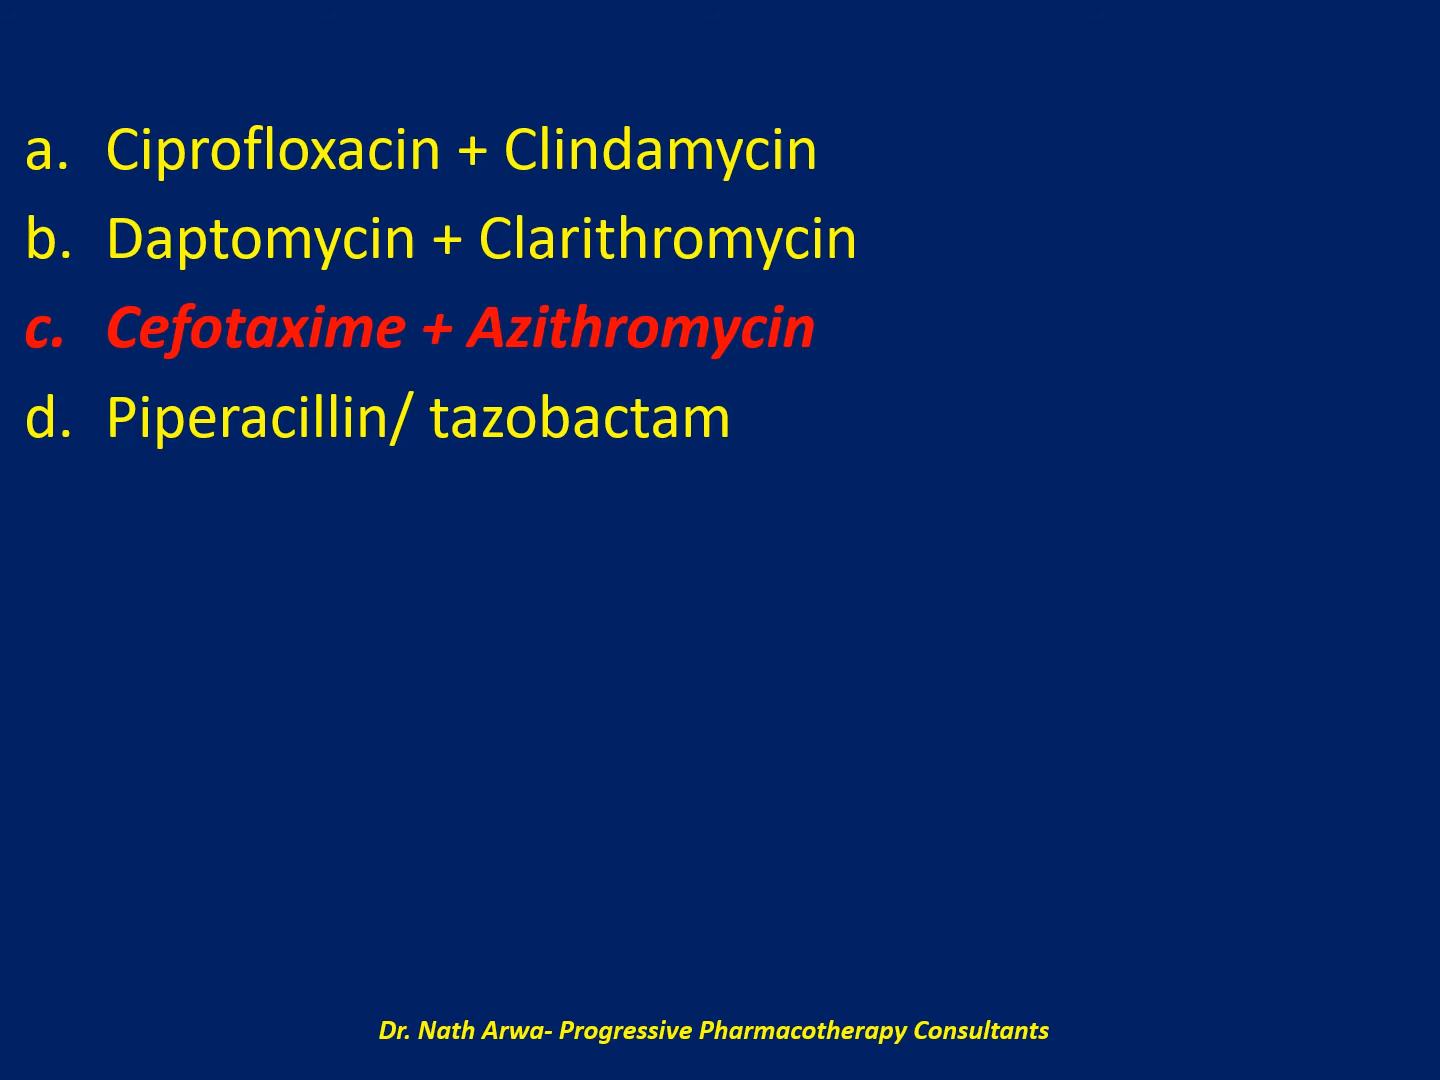 a. Ciprofloxacin + Clindamycin
b. Daptomycin + Clarithromycin
c. Cefotaxime + Azithromycin
d. Piperacillin/ tazobactam
Dr. Nath Arwa- Progressive Pharmacotherapy Consultants